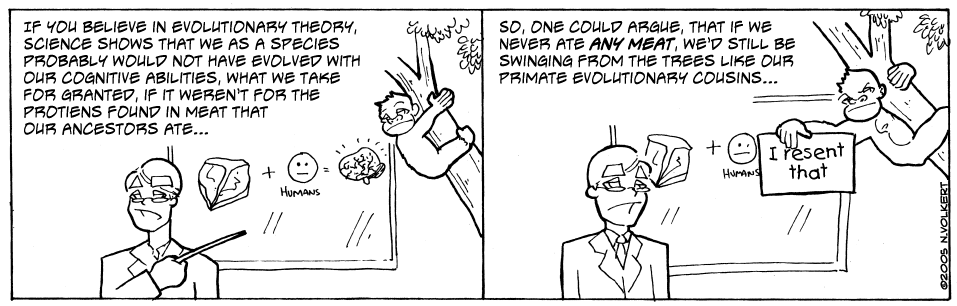 IF YOU BELIEVE IN EVOLUTIONARY THEORY,
SCIENCE SHOWS THAT WE AS A SPECIES
PROBABLY WOULD NOT HAVE EVOLVED WITH
OUR COGNITIVE ABILITIES, WHAT WE TAKE
FOR GRANTED, IF IT WEREN'T FOR THE
PROTIENS FOUND IN MEAT THAT
OUR ANCESTORS ATE...
+ =
HUMANS
SO, ONE COULD ARGUE, THAT IF WE
NEVER ATE ANY MEAT, WE'D STILL BE
SWINGING FROM THE TREES LIKE OUR
PRIMATE EVOLUTIONARY COUSINS...
+
HUMANS
I resent
that
©2005 N.VOLKERT